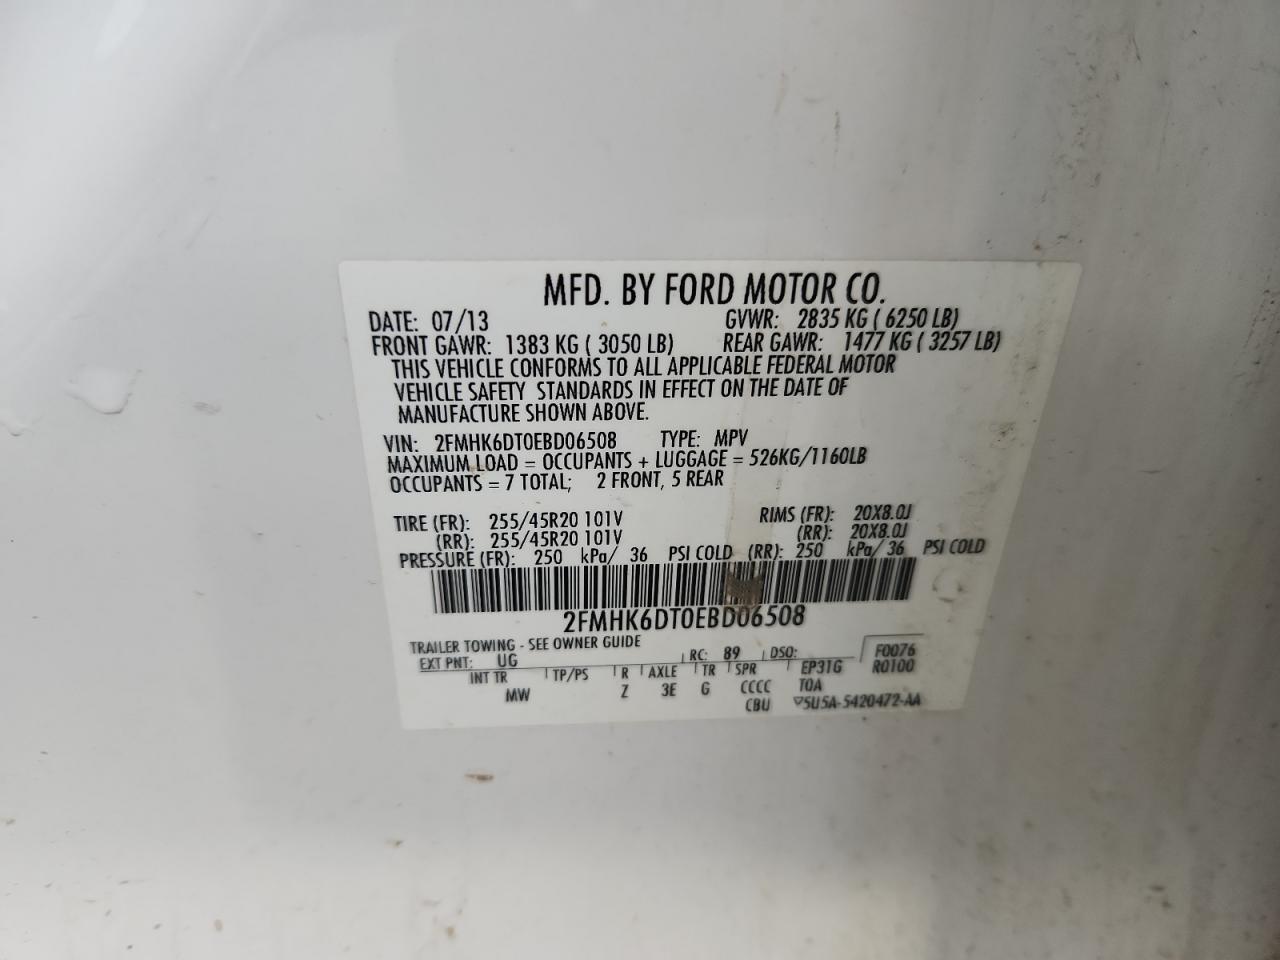 MFD. BY FORD MOTOR CO.
DATE: 07/13 GVWR: 2835 KG ( 6250 LB)
FRONT GAWR: 1383 KG ( 3050 LB) REAR GAWR: 1477 KG ( 3257 LB)
THIS VEHICLE CONFORMS TO ALL APPLICABLE FEDERAL MOTOR
VEHICLE SAFETY STANDARDS IN EFFECT ON THE DATE OF
MANUFACTURE SHOWN ABOVE.
VIN: 2FMHK6DT0EBD06508 TYPE: MPV
MAXIMUM LOAD = OCCUPANTS + LUGGAGE = 526KG/1160LB
OCCUPANTS = 7 TOTAL; 2 FRONT, 5 REAR
TIRE (FR): 255/45R20 101V RIMS (FR): 20X8.0J
(RR): 255/45R20 101V (RR): 20X8.0J
PRESSURE (FR): 250 kPa/ 36 PSI COLD (RR): 250 kPa/ 36 PSI COLD
2FMHK6DT0EBD06508
TRAILER TOWING - SEE OWNER GUIDE
EXT PNT: UG RC: 89 DSO: F0076
INT TR TP/PS R AXLE TR SPR EP31G R0100
MW Z 3E G CCCC T0A
CBU ▽5U5A-5420472-AA